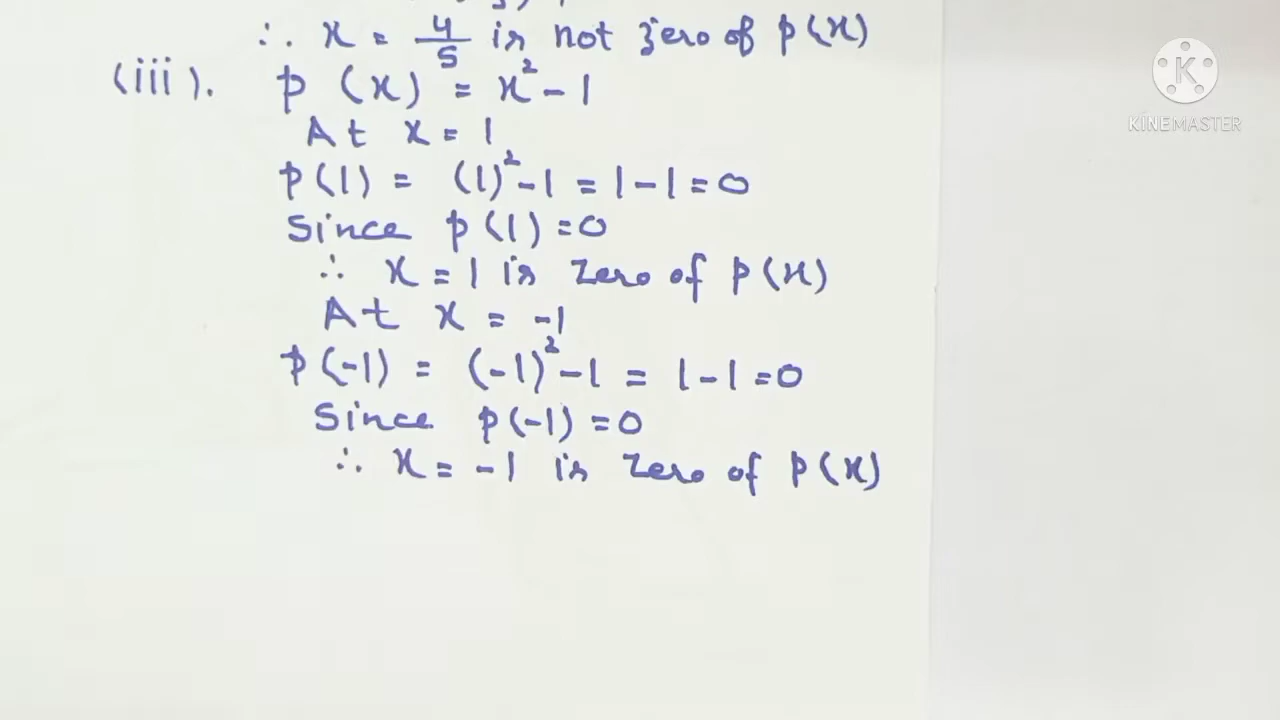 ∴ x = 4/5 is not zero of p(x)
(iii). p (x) = x² - 1
At x = 1
p(1) = (1)² - 1 = 1 - 1 = 0
Since p(1) = 0
∴ x = 1 is zero of p(x)
At x = -1
p(-1) = (-1)² - 1 = 1 - 1 = 0
Since p(-1) = 0
∴ x = -1 is zero of p(x)
K
KINEMASTER